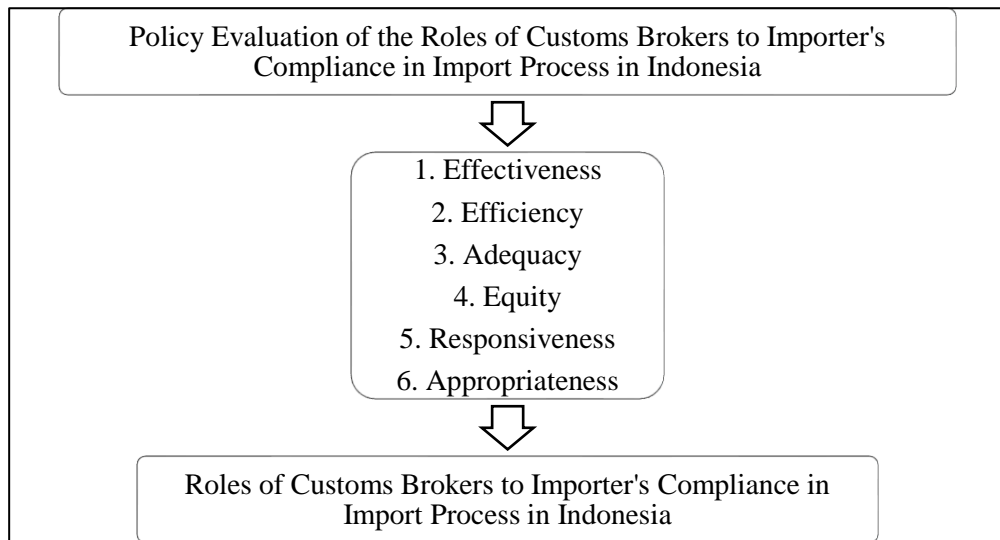 Policy Evaluation of the Roles of Customs Brokers to Importer's
Compliance in Import Process in Indonesia
1. Effectiveness
2. Efficiency
3. Adequacy
4. Equity
5. Responsiveness
6. Appropriateness
Roles of Customs Brokers to Importer's Compliance in
Import Process in Indonesia